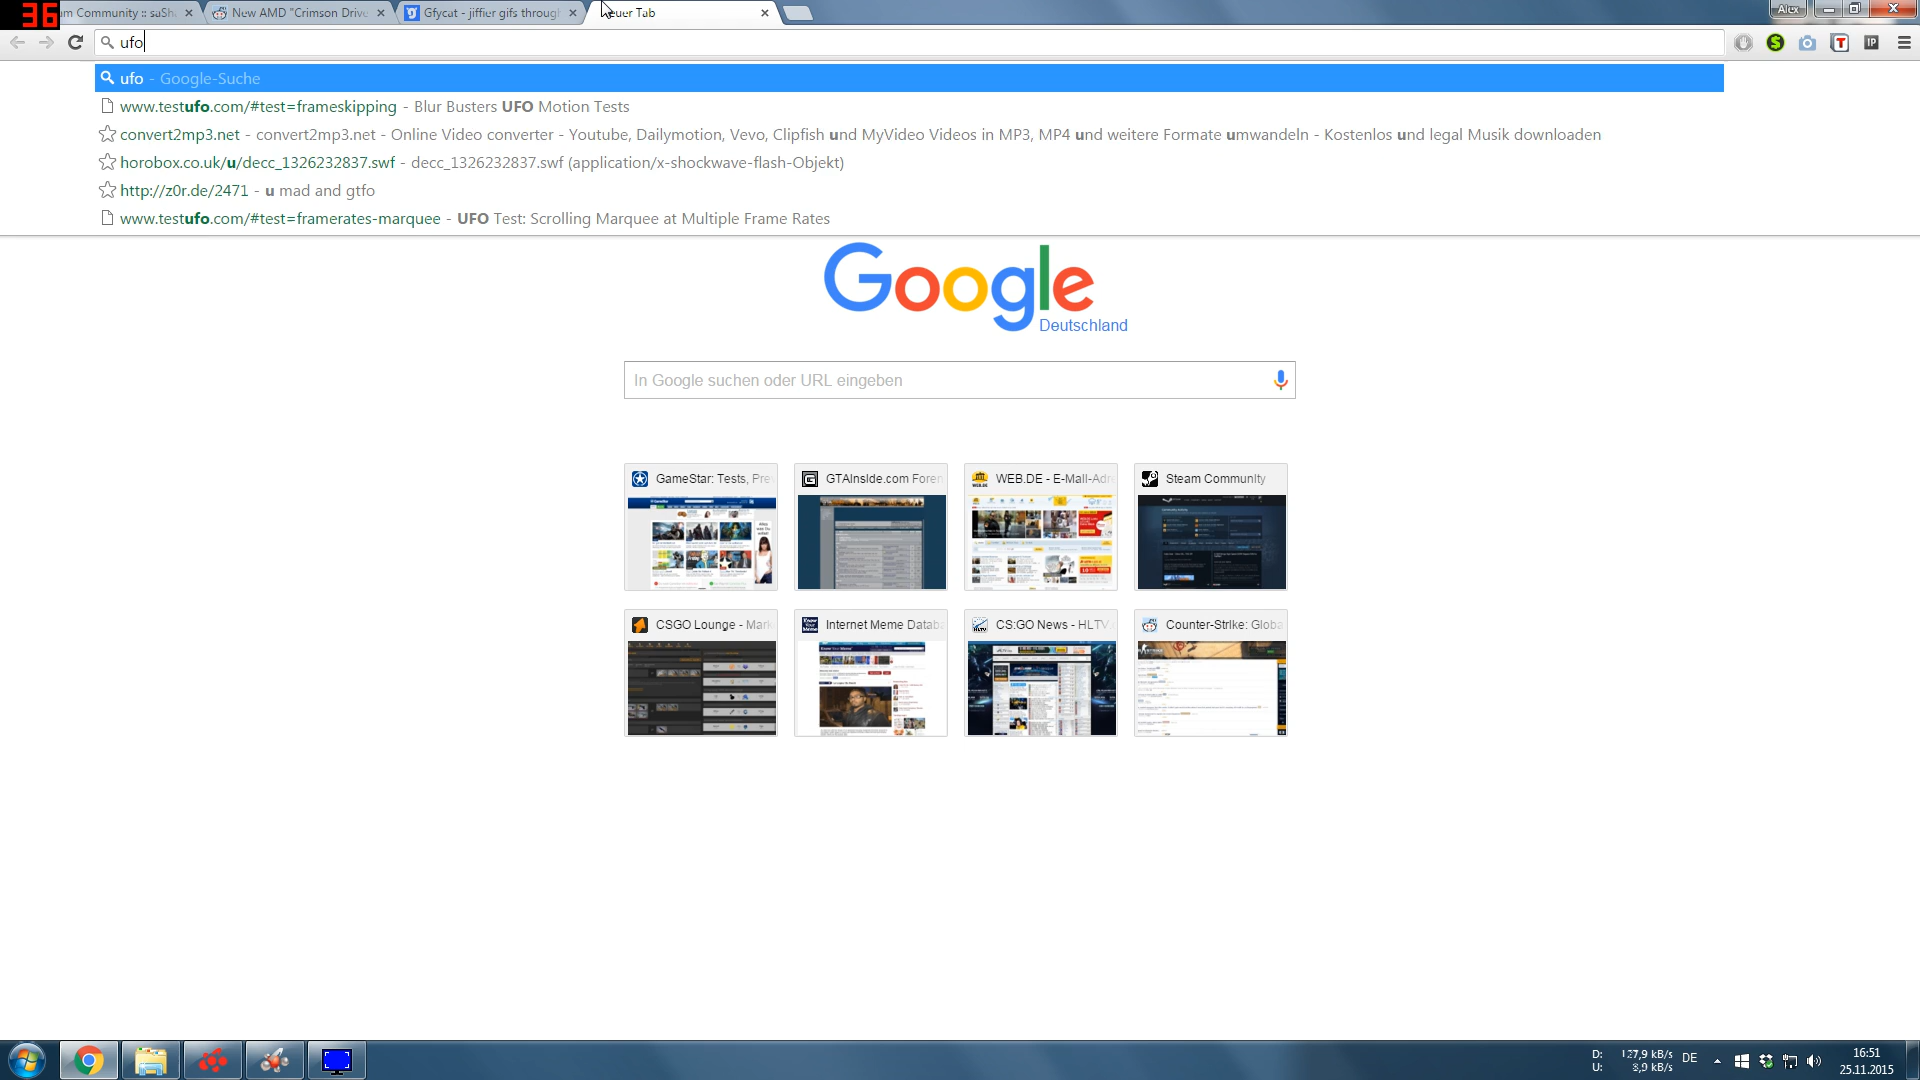 36
am Community :: saSh
New AMD "Crimson Drive
Gfycat - jiffier gifs through
euer Tab
Alex
ufo
ufo - Google-Suche
www.testufo.com/#test=frameskipping - Blur Busters UFO Motion Tests
convert2mp3.net - convert2mp3.net - Online Video converter - Youtube, Dailymotion, Vevo, Clipfish und MyVideo Videos in MP3, MP4 und weitere Formate umwandeln - Kostenlos und legal Musik downloaden
horobox.co.uk/u/decc_1326232837.swf - decc_1326232837.swf (application/x-shockwave-flash-Objekt)
http://z0r.de/2471 - u mad and gtfo
www.testufo.com/#test=framerates-marquee - UFO Test: Scrolling Marquee at Multiple Frame Rates
Google
Deutschland
In Google suchen oder URL eingeben
GameStar: Tests, Pre
GTAInside.com Foren
WEB.DE - E-Mail-Adre
Steam Community
CSGO Lounge - Mark
Internet Meme Databa
CS:GO News - HLTV.
Counter-Strike: Globa
D: 127,9 kB/s
U: 8,9 kB/s
DE
16:51
25.11.2015